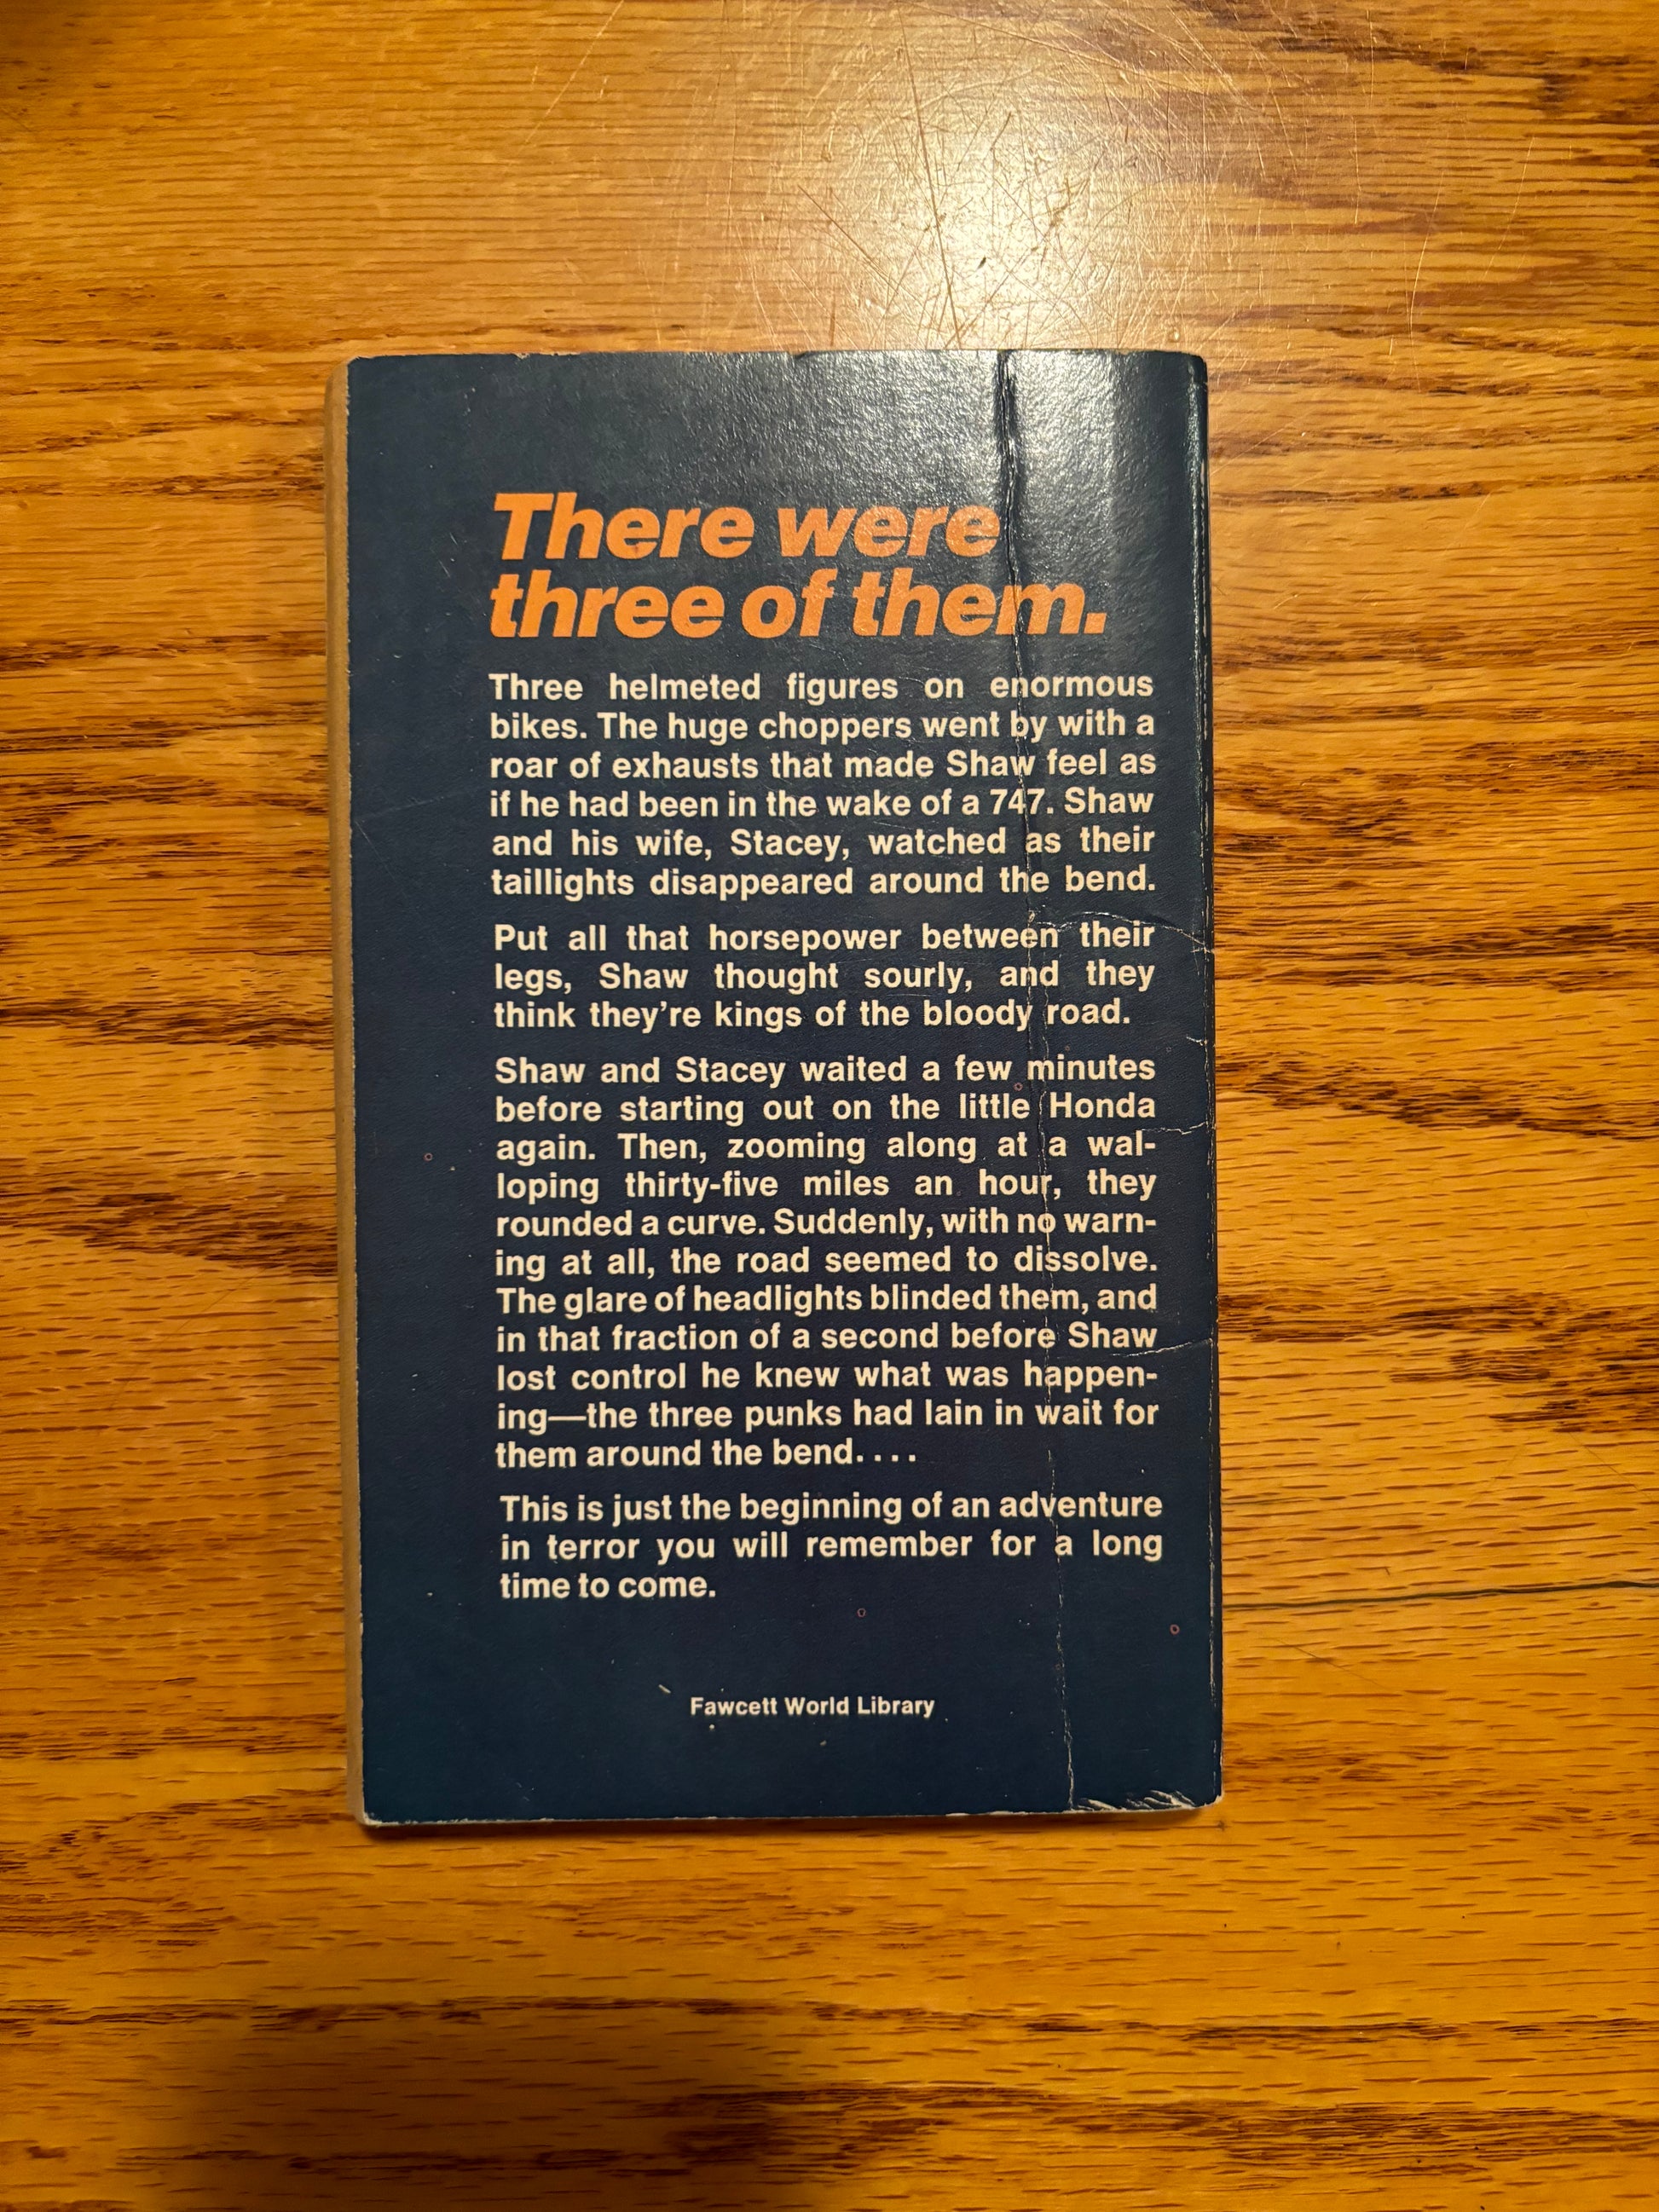 There were
three of them.
Three helmeted figures on enormous
bikes. The huge choppers went by with a
roar of exhausts that made Shaw feel as
if he had been in the wake of a 747. Shaw
and his wife, Stacey, watched as their
taillights disappeared around the bend.
Put all that horsepower between their
legs, Shaw thought sourly, and they
think they're kings of the bloody road.
Shaw and Stacey waited a few minutes
before starting out on the little Honda
again. Then, zooming along at a wal-
loping thirty-five miles an hour, they
rounded a curve. Suddenly, with no warn-
ing at all, the road seemed to dissolve.
The glare of headlights blinded them, and
in that fraction of a second before Shaw
lost control he knew what was happen-
ing—the three punks had lain in wait for
them around the bend. . . .
This is just the beginning of an adventure
in terror you will remember for a long
time to come.
Fawcett World Library